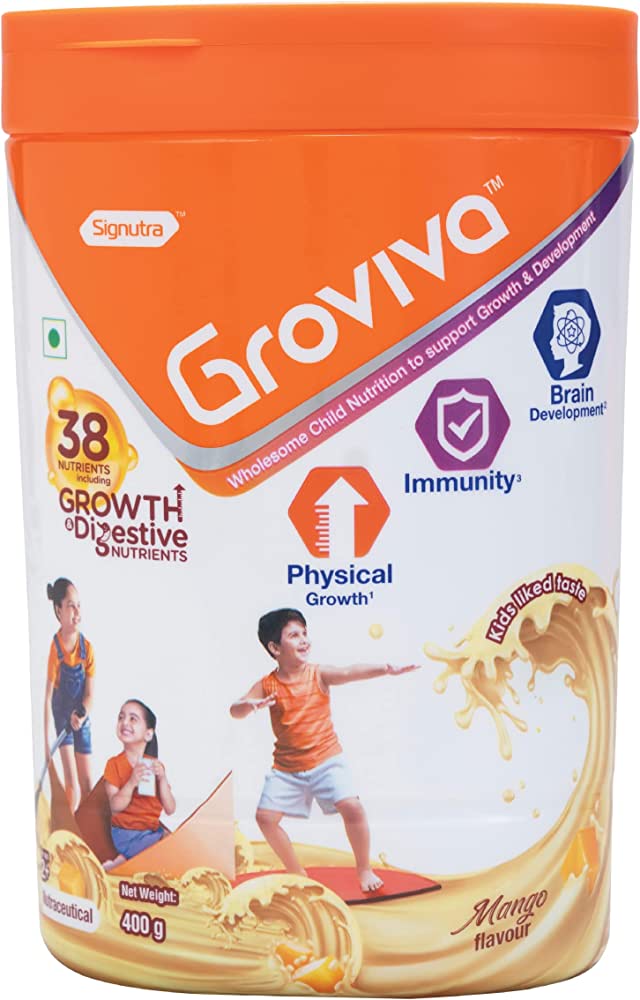 Signutra™
Groviva™
Wholesome Child Nutrition to support Growth & Development
38
NUTRIENTS
including
GROWTH
& Digestive
NUTRIENTS
Brain
Development²
Immunity³
Physical
Growth¹
Kids liked taste
Nutraceutical
Net Weight:
400 g
Mango
flavour